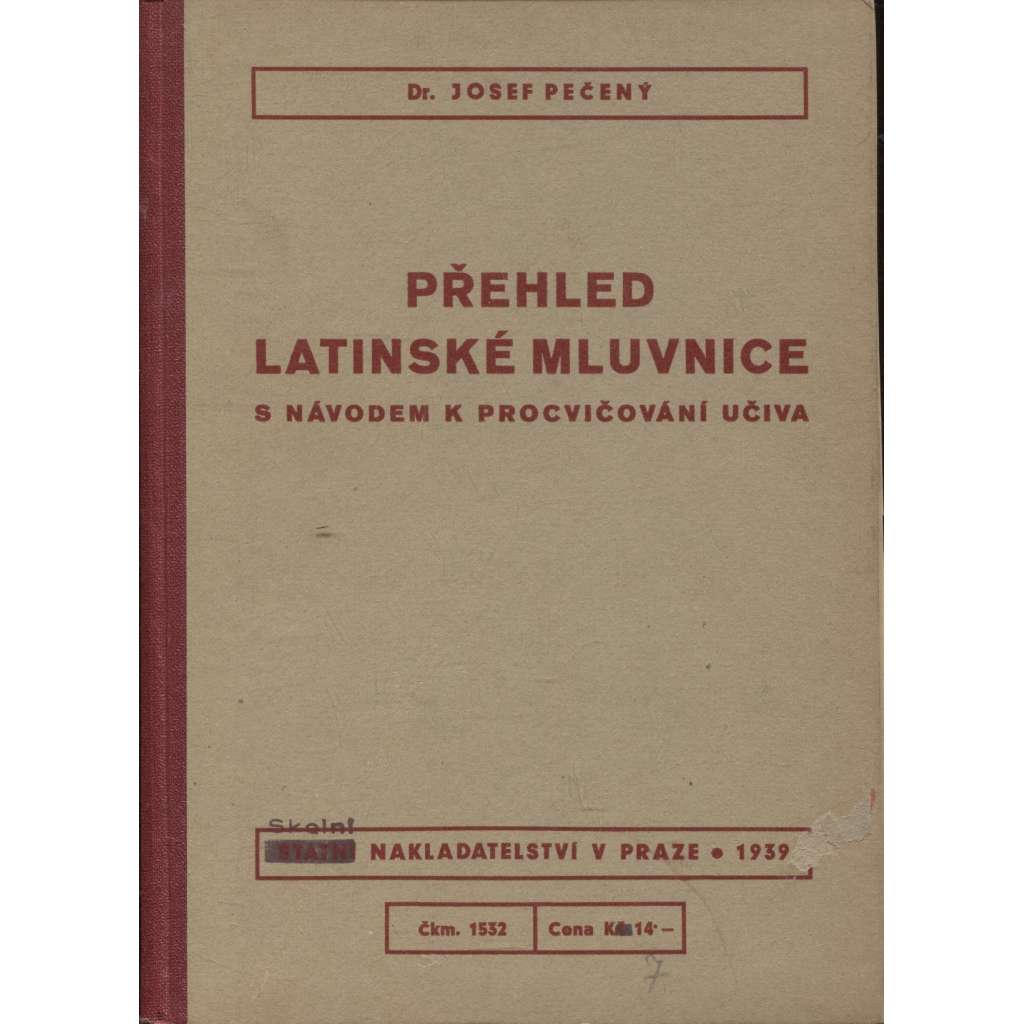 Dr. JOSEF PEČENÝ
PŘEHLED
LATINSKÉ MLUVNICE
S NÁVODEM K PROCVIČOVÁNÍ UČIVA
Školní
STÁTNÍ NAKLADATELSTVÍ V PRAZE • 1939
Čkm. 1532
Cena Kč 14·—
7